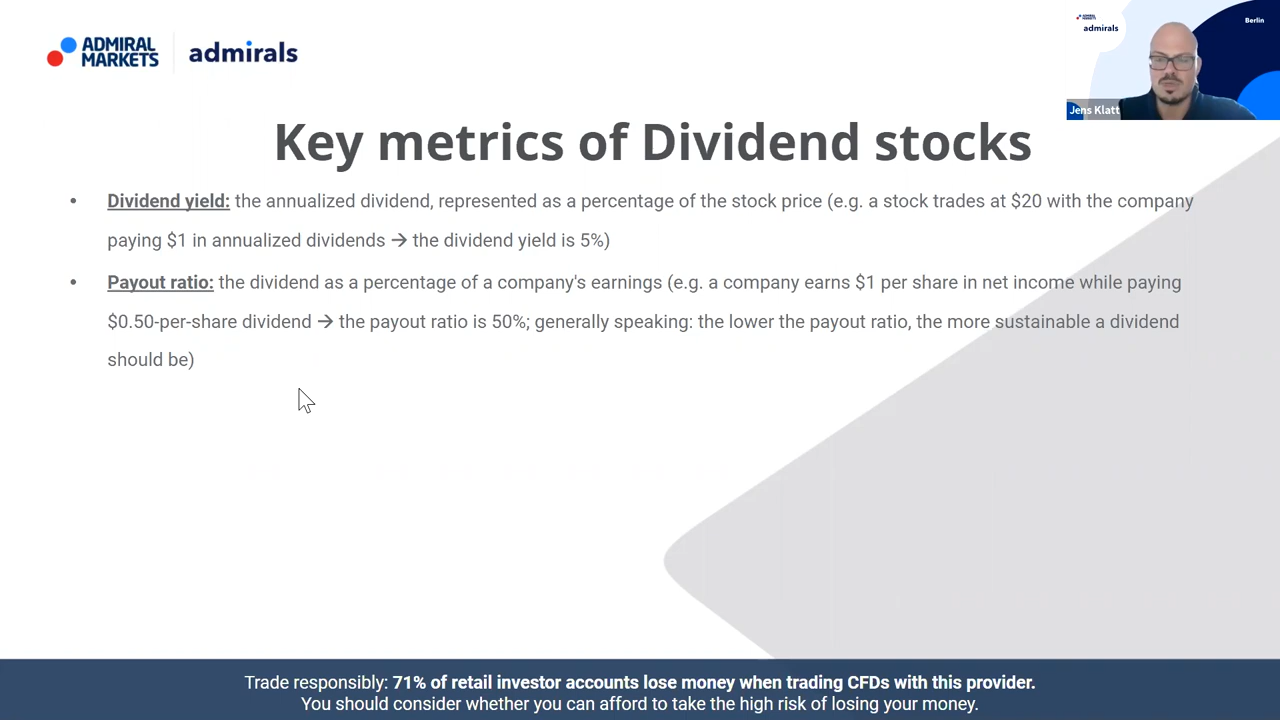 ADMIRAL
MARKETS
admirals
ADMIRAL
MARKETS
admirals
Berlin
Jens Klatt
Key metrics of Dividend stocks
• Dividend yield: the annualized dividend, represented as a percentage of the stock price (e.g. a stock trades at $20 with the company
paying $1 in annualized dividends → the dividend yield is 5%)
• Payout ratio: the dividend as a percentage of a company's earnings (e.g. a company earns $1 per share in net income while paying
$0.50-per-share dividend → the payout ratio is 50%; generally speaking: the lower the payout ratio, the more sustainable a dividend
should be)
Trade responsibly: 71% of retail investor accounts lose money when trading CFDs with this provider.
You should consider whether you can afford to take the high risk of losing your money.